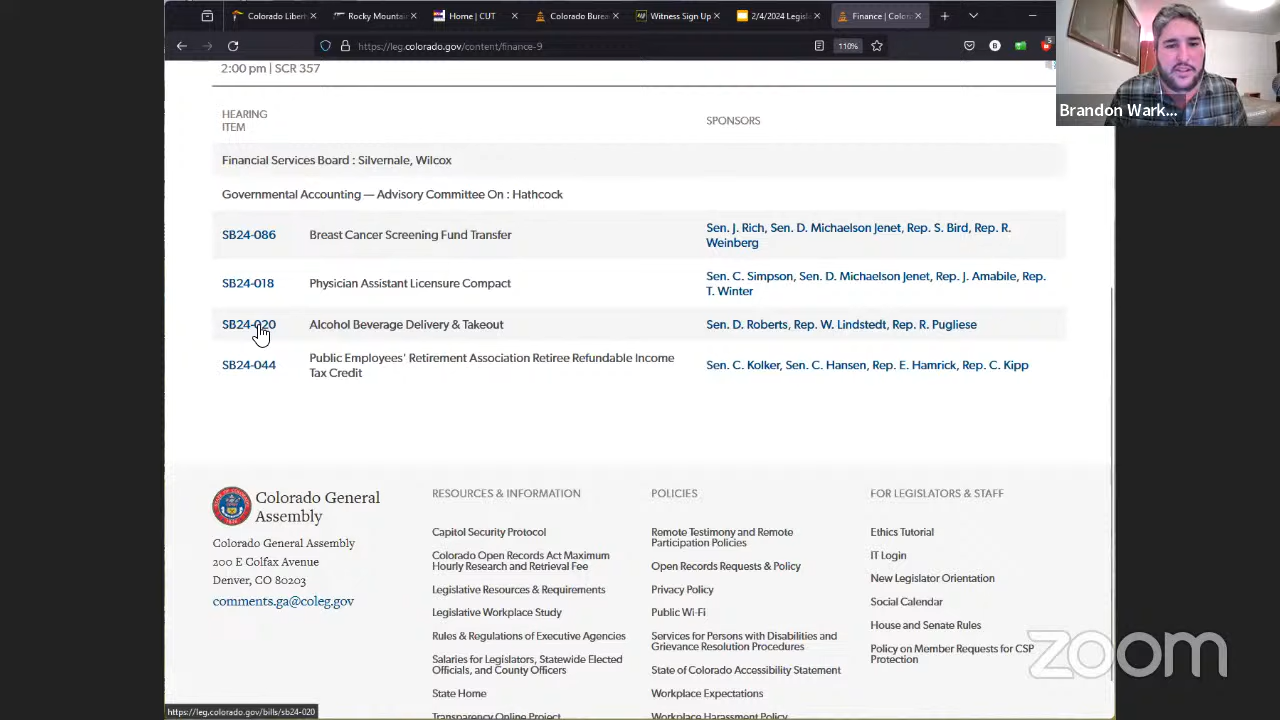 Colorado Libert
Rocky Mountain
Home | CUT
Colorado Burea
Witness Sign Up
2/4/2024 Legisl
Finance | Colora
https://leg.colorado.gov/content/finance-9
110%
Brandon Wark...
2:00 pm | SCR 357
HEARING
ITEM
SPONSORS
Financial Services Board : Silvernale, Wilcox
Governmental Accounting — Advisory Committee On : Hathcock
SB24-086 Breast Cancer Screening Fund Transfer Sen. J. Rich, Sen. D. Michaelson Jenet, Rep. S. Bird, Rep. R.
Weinberg
SB24-018 Physician Assistant Licensure Compact Sen. C. Simpson, Sen. D. Michaelson Jenet, Rep. J. Amabile, Rep.
T. Winter
SB24-020 Alcohol Beverage Delivery & Takeout Sen. D. Roberts, Rep. W. Lindstedt, Rep. R. Pugliese
SB24-044 Public Employees' Retirement Association Retiree Refundable Income
Tax Credit
Sen. C. Kolker, Sen. C. Hansen, Rep. E. Hamrick, Rep. C. Kipp
Colorado General
Assembly
Colorado General Assembly
200 E Colfax Avenue
Denver, CO 80203
comments.ga@coleg.gov
RESOURCES & INFORMATION
Capitol Security Protocol
Colorado Open Records Act Maximum
Hourly Research and Retrieval Fee
Legislative Resources & Requirements
Legislative Workplace Study
Rules & Regulations of Executive Agencies
Salaries for Legislators, Statewide Elected
Officials, and County Officers
State Home
Transparency Online Project
POLICIES
Remote Testimony and Remote
Participation Policies
Open Records Requests & Policy
Privacy Policy
Public Wi-Fi
Services for Persons with Disabilities and
Grievance Resolution Procedures
State of Colorado Accessibility Statement
Workplace Expectations
Workplace Harassment Policy
FOR LEGISLATORS & STAFF
Ethics Tutorial
IT Login
New Legislator Orientation
Social Calendar
House and Senate Rules
Policy on Member Requests for CSP
Protection
zoom
https://leg.colorado.gov/bills/sb24-020